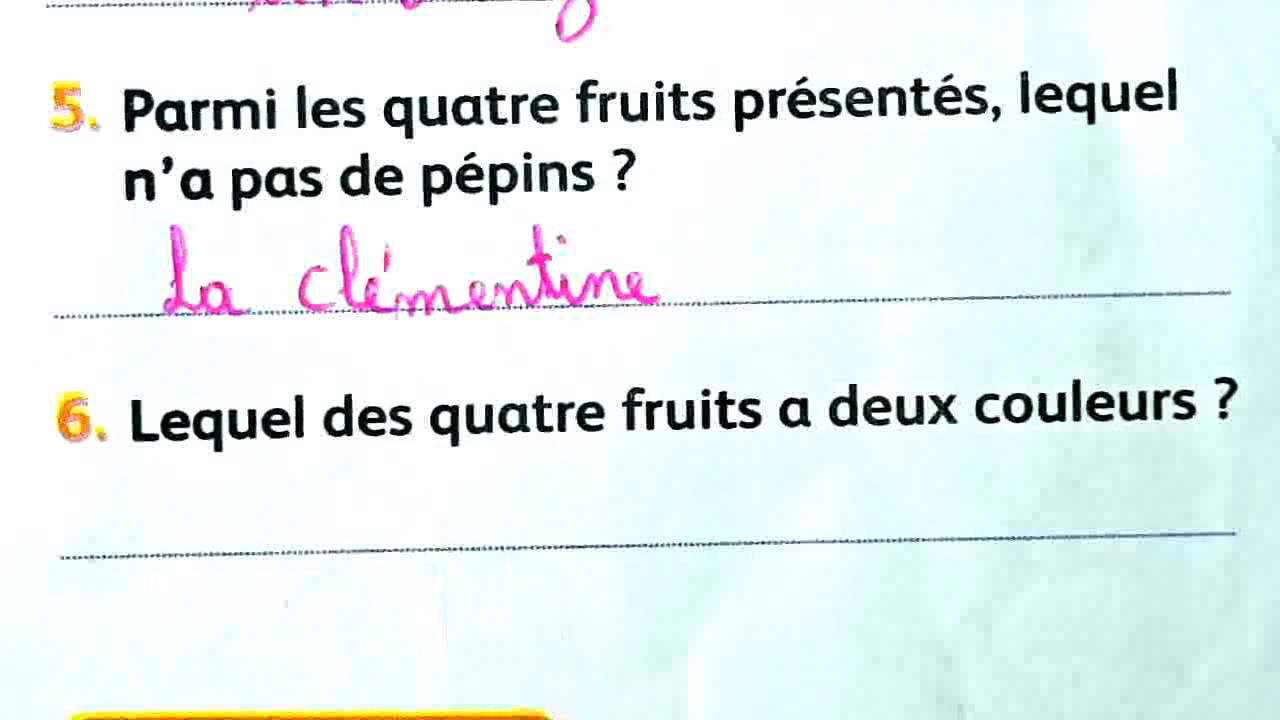 5. Parmi les quatre fruits présentés, lequel
n'a pas de pépins ?
La clémentine
6. Lequel des quatre fruits a deux couleurs ?